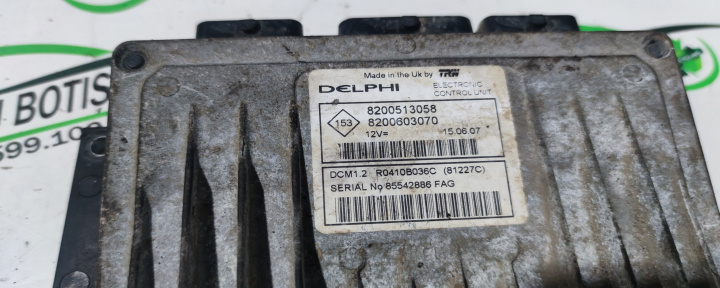 Made in the Uk by TRW
DELPHI ELECTRONIC CONTROL UNIT
153
8200513058
8200603070
12V= 15.06.07 *
DCM1.2 R0410B036C (81227C)
SERIAL No 85542886 FAG
BOTIS
599.102